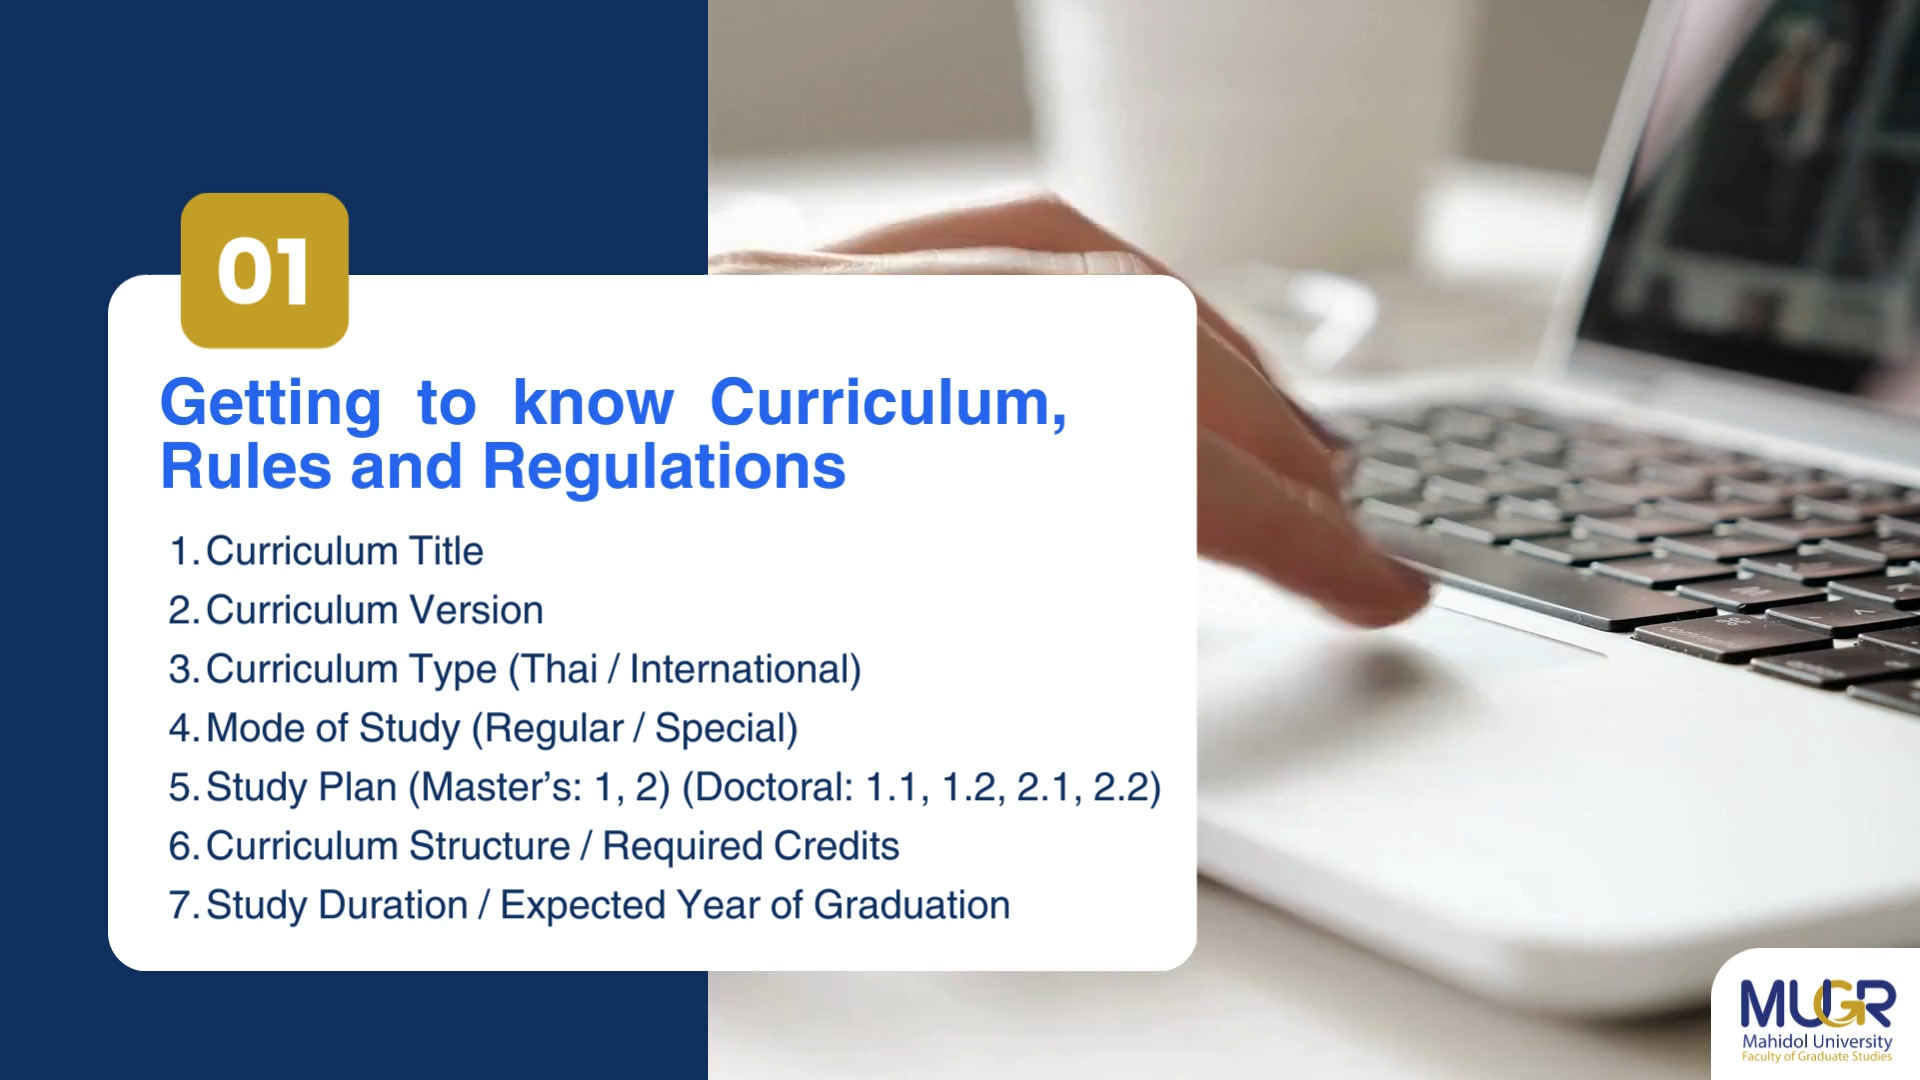 01
Getting to know Curriculum,
Rules and Regulations
1. Curriculum Title
2. Curriculum Version
3. Curriculum Type (Thai / International)
4. Mode of Study (Regular / Special)
5. Study Plan (Master’s: 1, 2) (Doctoral: 1.1, 1.2, 2.1, 2.2)
6. Curriculum Structure / Required Credits
7. Study Duration / Expected Year of Graduation
MUGR
Mahidol University
Faculty of Graduate Studies